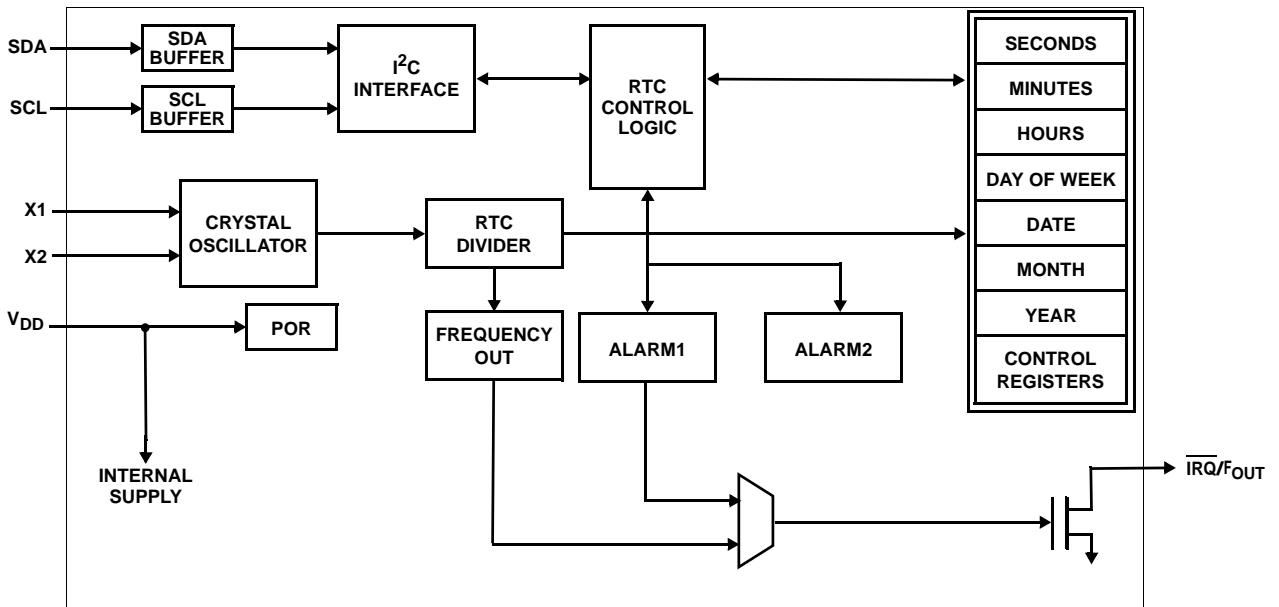 SDA
SDA
BUFFER
SCL
SCL
BUFFER
I²C
INTERFACE
RTC
CONTROL
LOGIC
SECONDS
MINUTES
HOURS
DAY OF WEEK
DATE
MONTH
YEAR
CONTROL
REGISTERS
X1
X2
CRYSTAL
OSCILLATOR
RTC
DIVIDER
VDD
POR
FREQUENCY
OUT
ALARM1
ALARM2
INTERNAL
SUPPLY
IRQ/FOUT